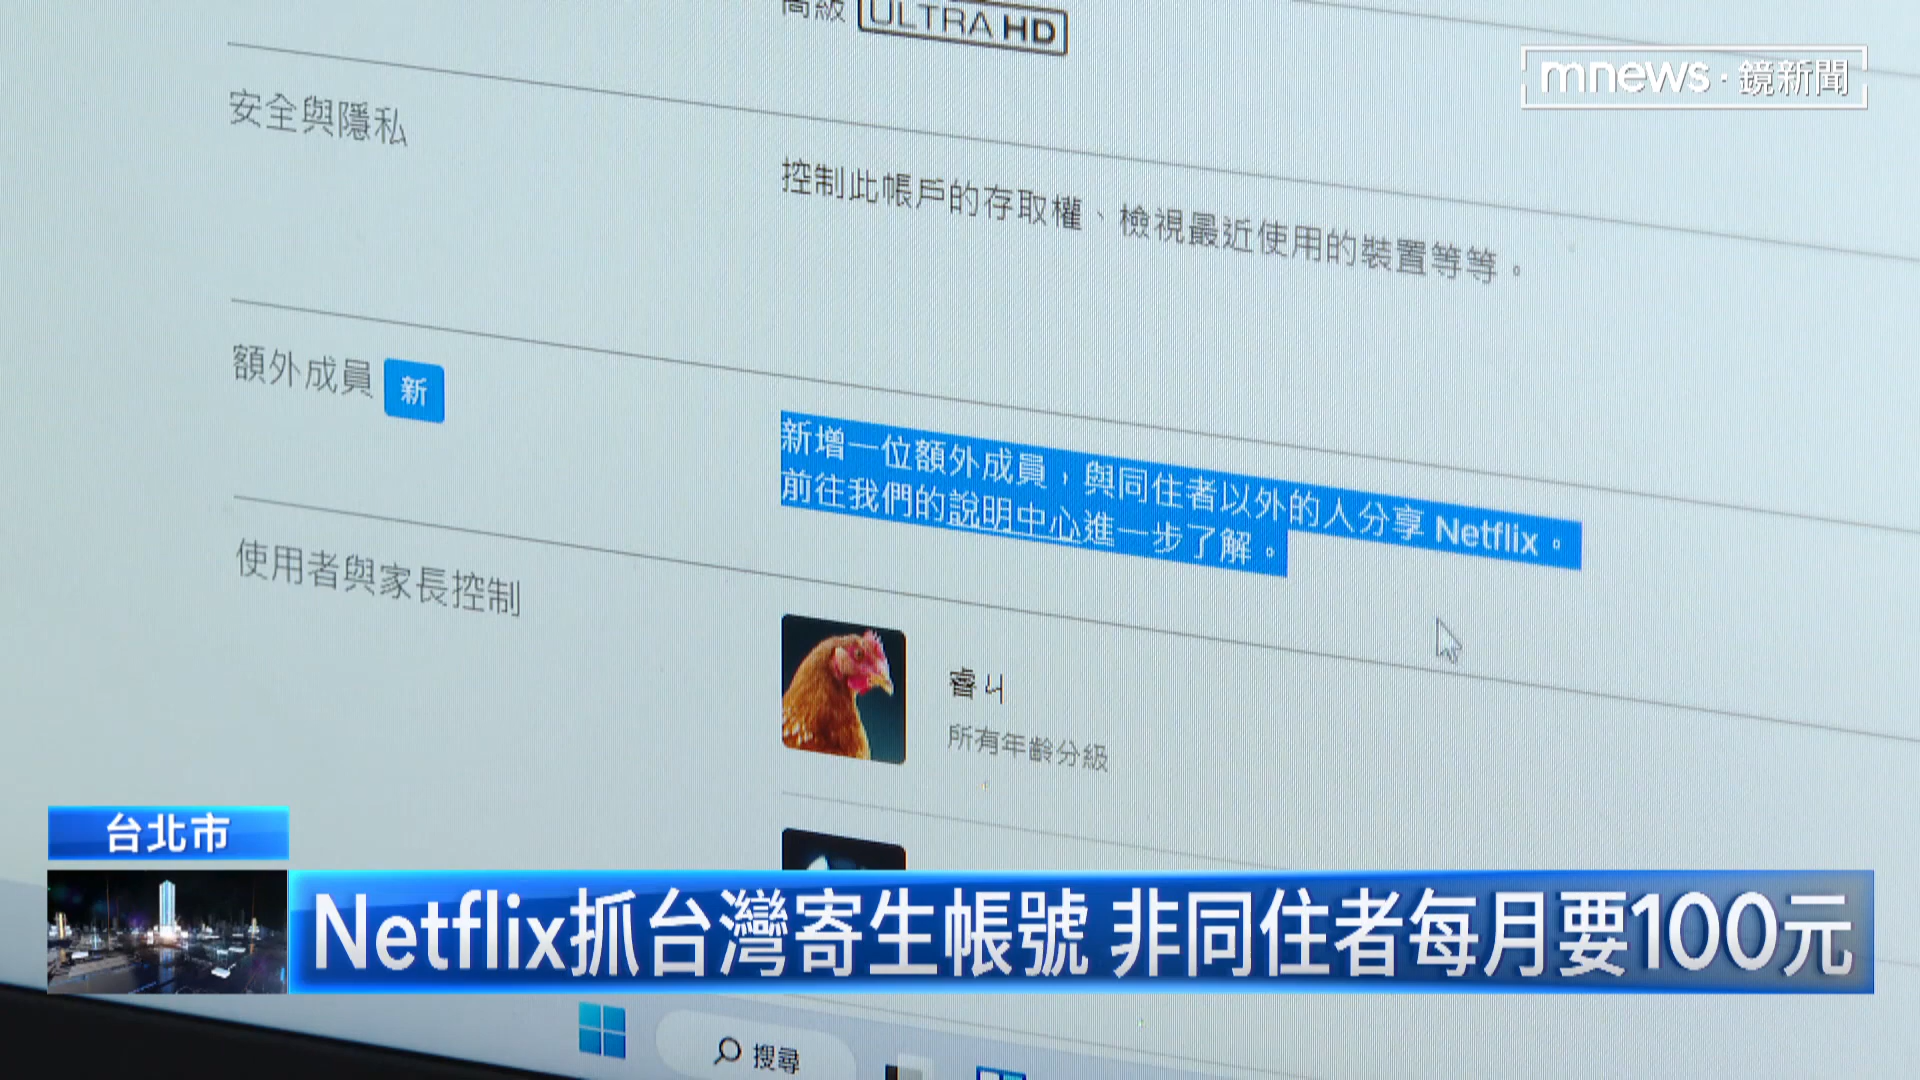 高級 ULTRA HD
mnews·鏡新聞
安全與隱私
控制此帳戶的存取權、檢視最近使用的裝置等等。
額外成員 新
新增一位額外成員，與同住者以外的人分享 Netflix。
前往我們的說明中心進一步了解。
使用者與家長控制
睿ㄐ
所有年齡分級
台北市
Netflix抓台灣寄生帳號 非同住者每月要100元
搜尋